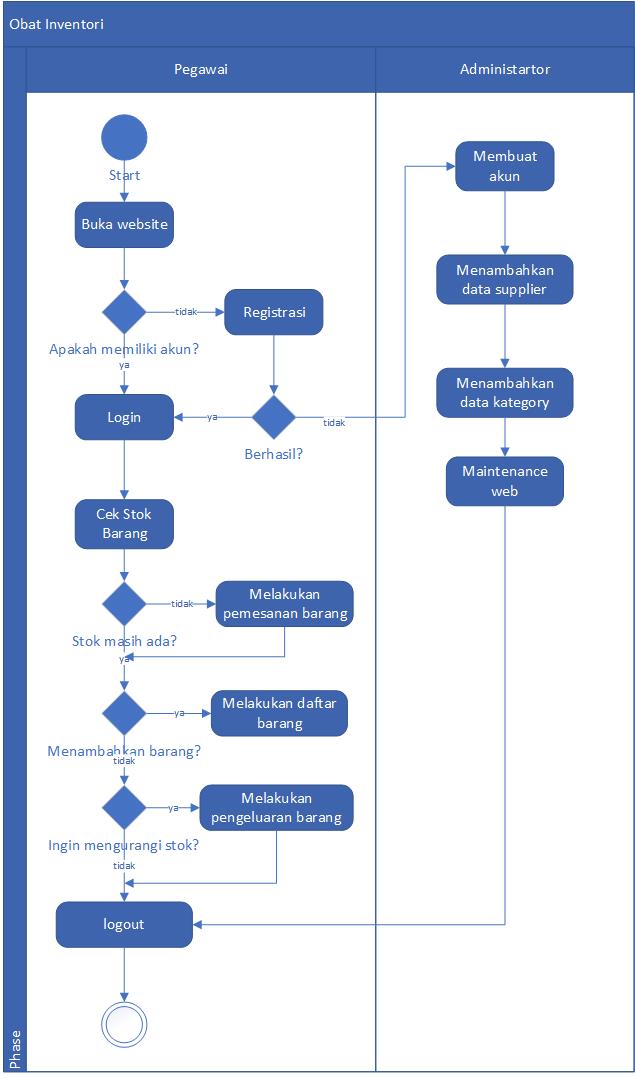 Obat Inventori
Pegawai
Administartor
Start
Buka website
tidak
Registrasi
Apakah memiliki akun?
ya
Login
ya
tidak
Berhasil?
Membuat
akun
Menambahkan
data supplier
Menambahkan
data kategory
Maintenance
web
Cek Stok
Barang
tidak
Melakukan
pemesanan barang
Stok masih ada?
ya
ya
Melakukan daftar
barang
Menambahkan barang?
tidak
ya
Melakukan
pengeluaran barang
Ingin mengurangi stok?
tidak
logout
Phase